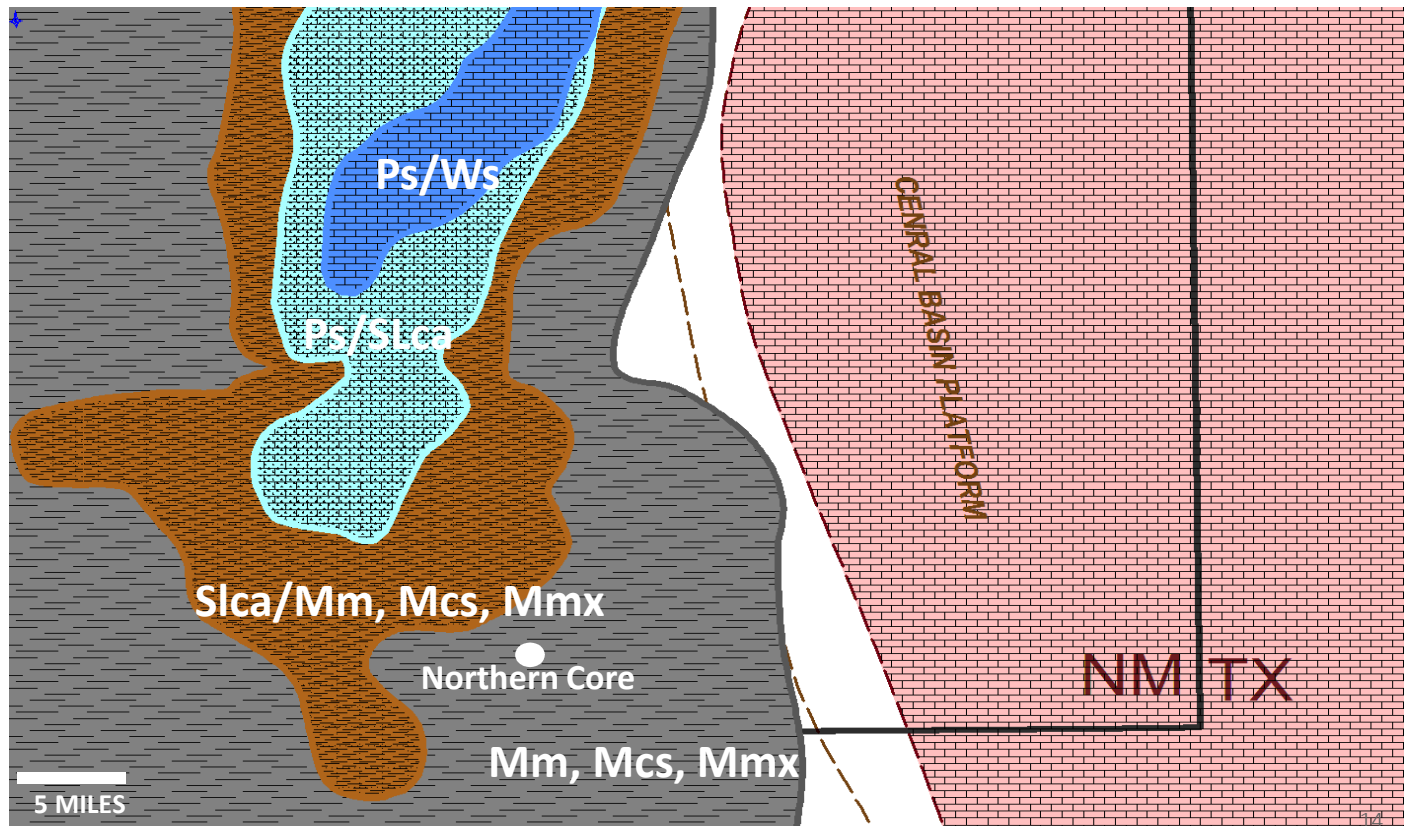 Ps/Ws
CENRAL BASIN PLATFORM
Ps/SLca
Slca/Mm, Mcs, Mmx
Northern Core
NM TX
Mm, Mcs, Mmx
5 MILES
14